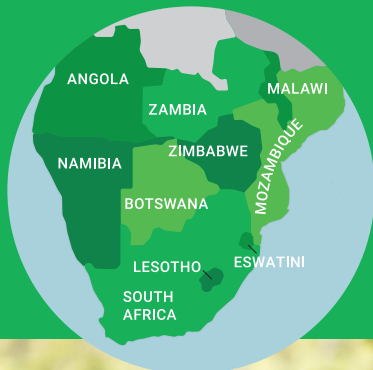 ANGOLA
MALAWI
ZAMBIA
ZIMBABWE
NAMIBIA
MOZAMBIQUE
BOTSWANA
LESOTHO
ESWATINI
SOUTH
AFRICA